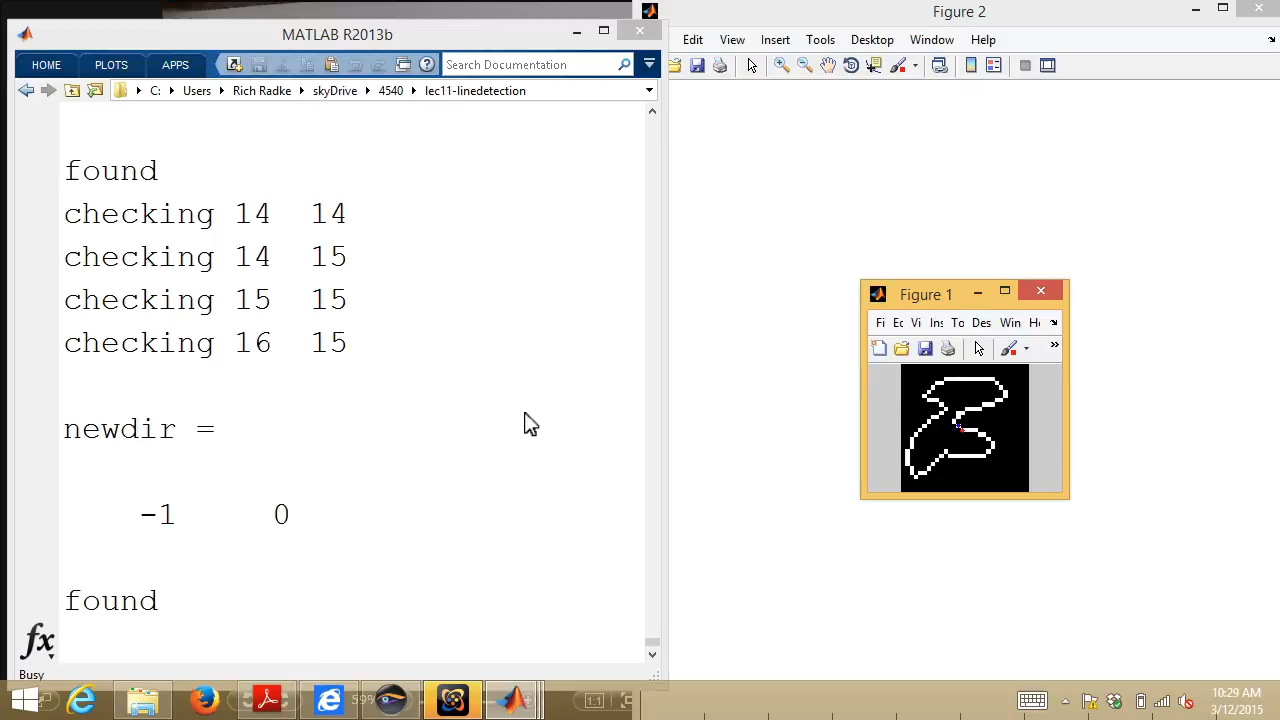 Figure 2
MATLAB R2013b
Edit View Insert Tools Desktop Window Help
HOME PLOTS APPS
Search Documentation
C: Users Rich Radke skyDrive 4540 lec11-linedetection
found
checking 14 14
checking 14 15
checking 15 15
checking 16 15
newdir =
-1 0
found
fx
Busy
Figure 1
Fi Ec Vi Ins To Des Win He
59%
1:1
10:29 AM
3/12/2015